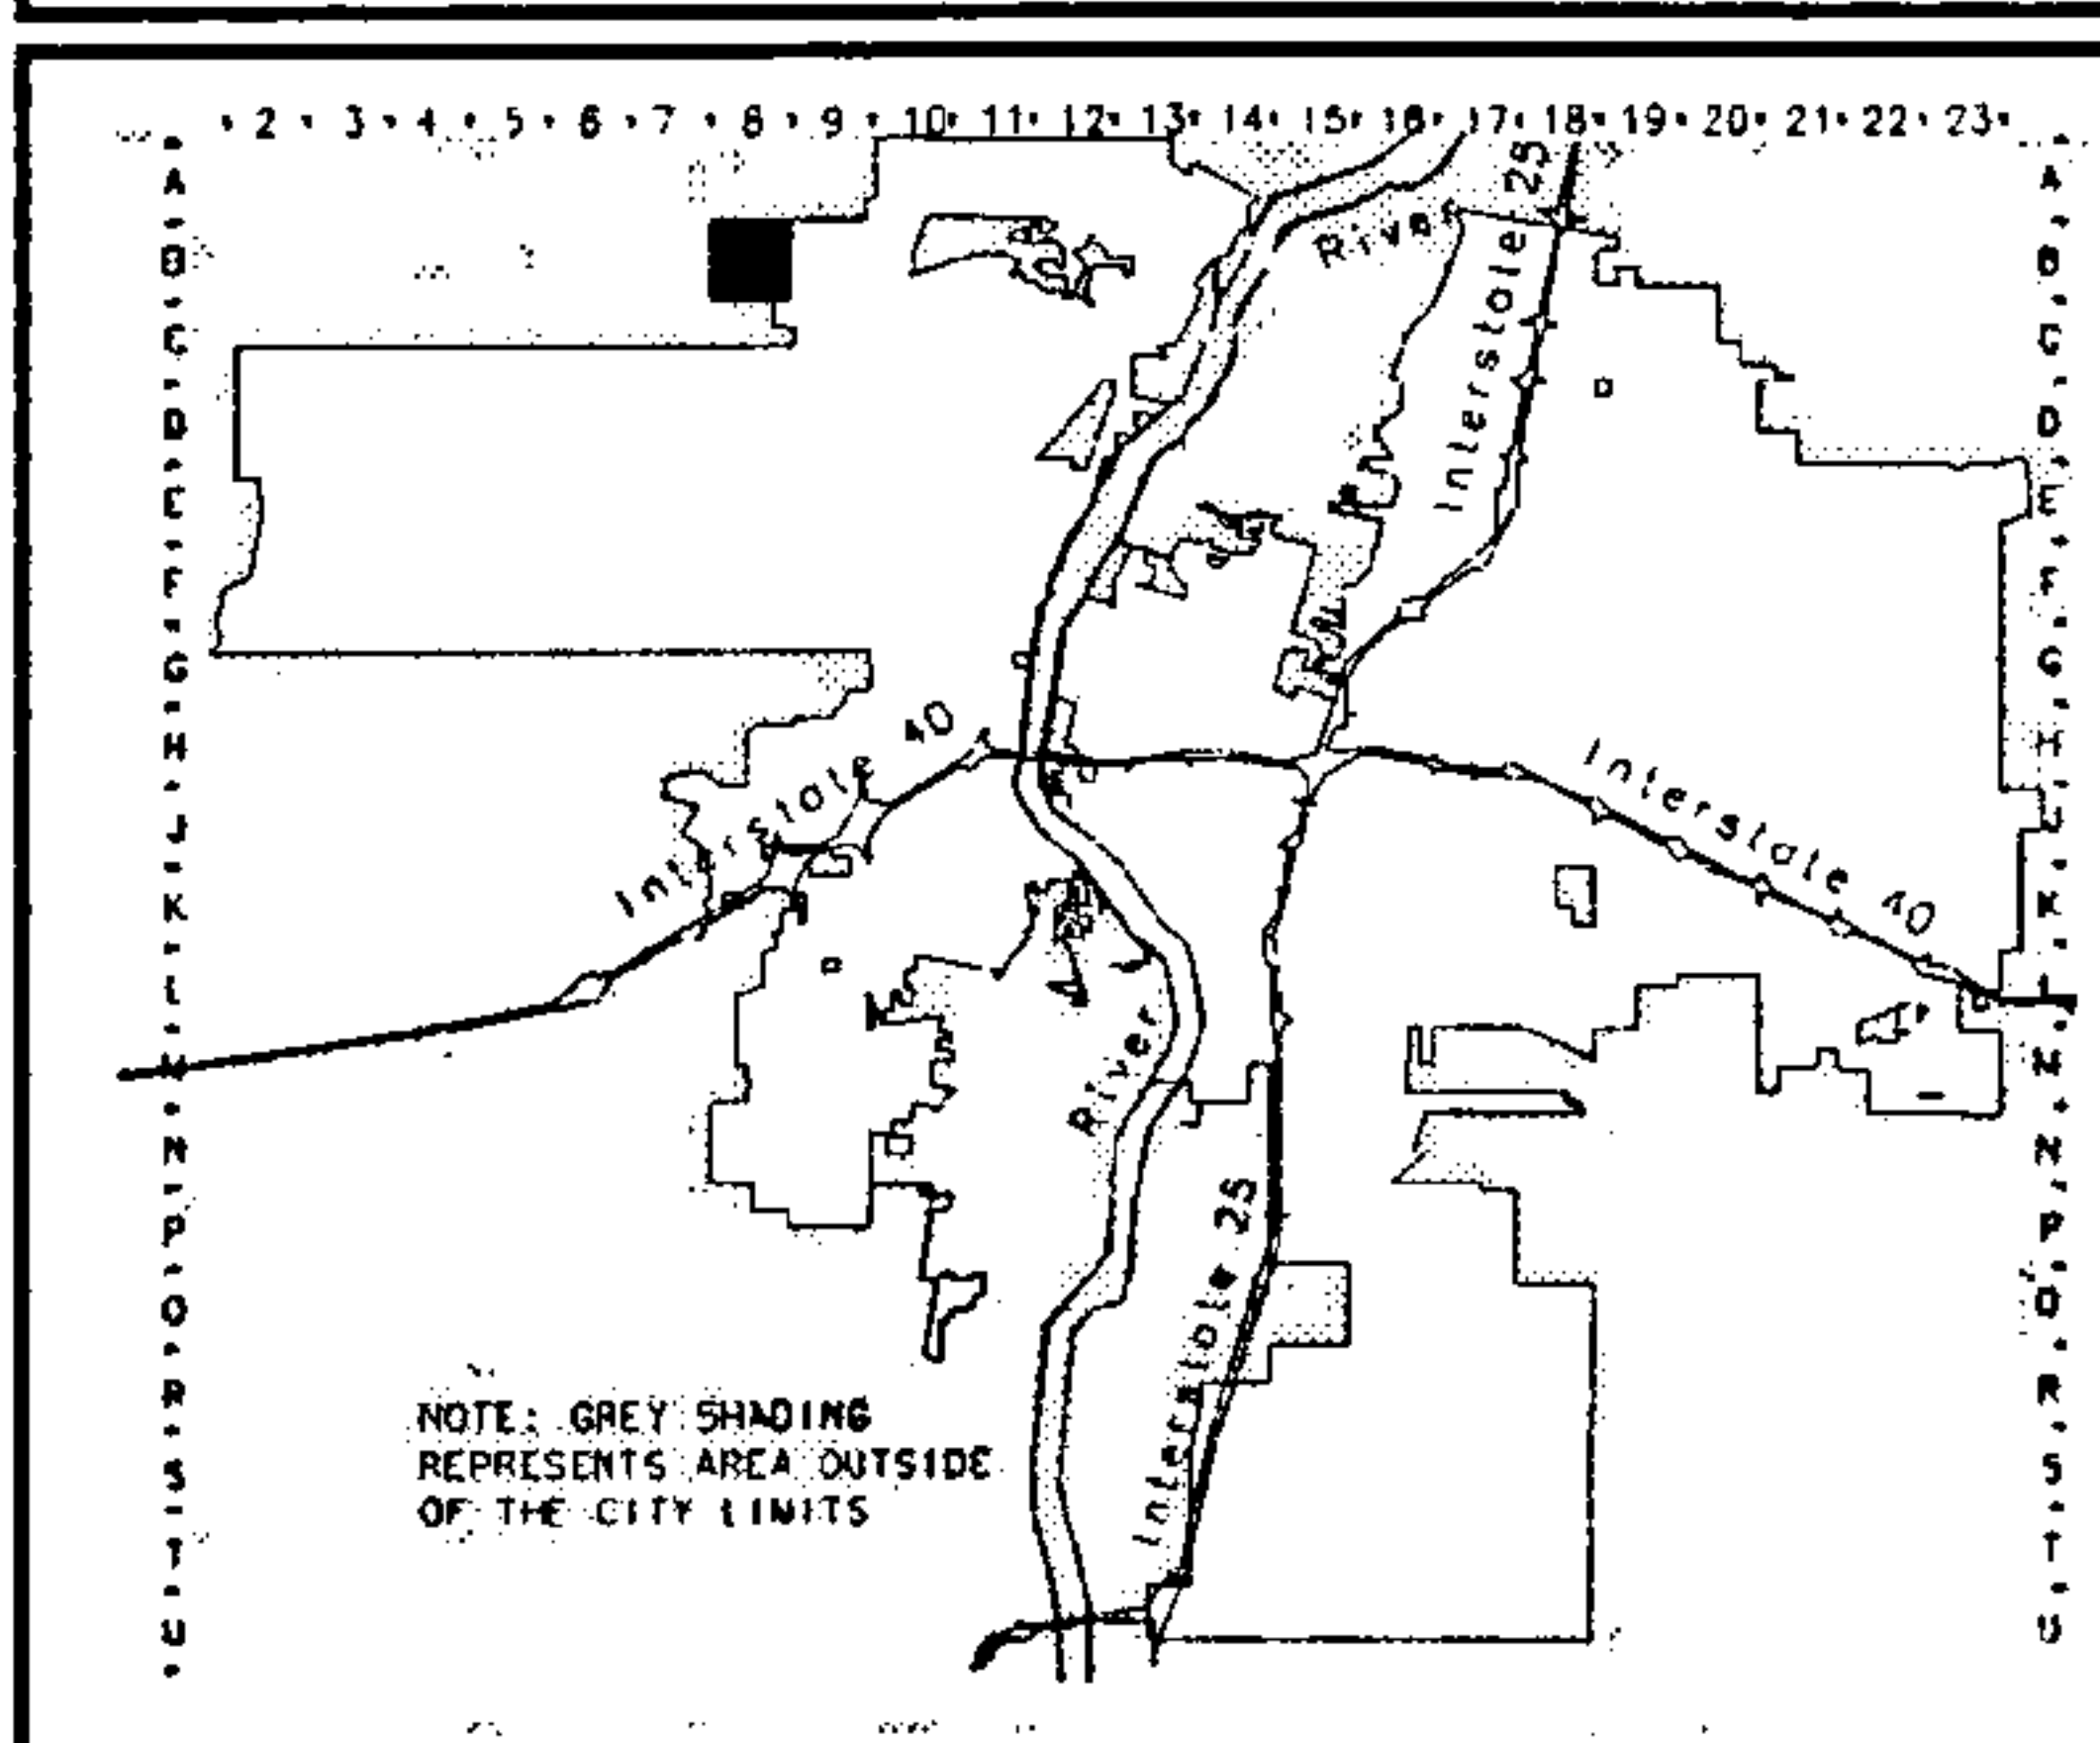 2 3 4 5 6 7 8 9 10 11 12 13 14 15 16 17 18 19 20 21 22 23
A
B
C
D
E
F
G
H
J
K
L
M
N
P
Q
R
S
T
U
River
Interstate 25
Interstate 40
Interstate 40
River
Interstate 25
NOTE: GREY SHADING
REPRESENTS AREA OUTSIDE
OF THE CITY LIMITS
A
B
C
D
E
F
G
H
J
K
L
M
N
P
Q
R
S
T
U